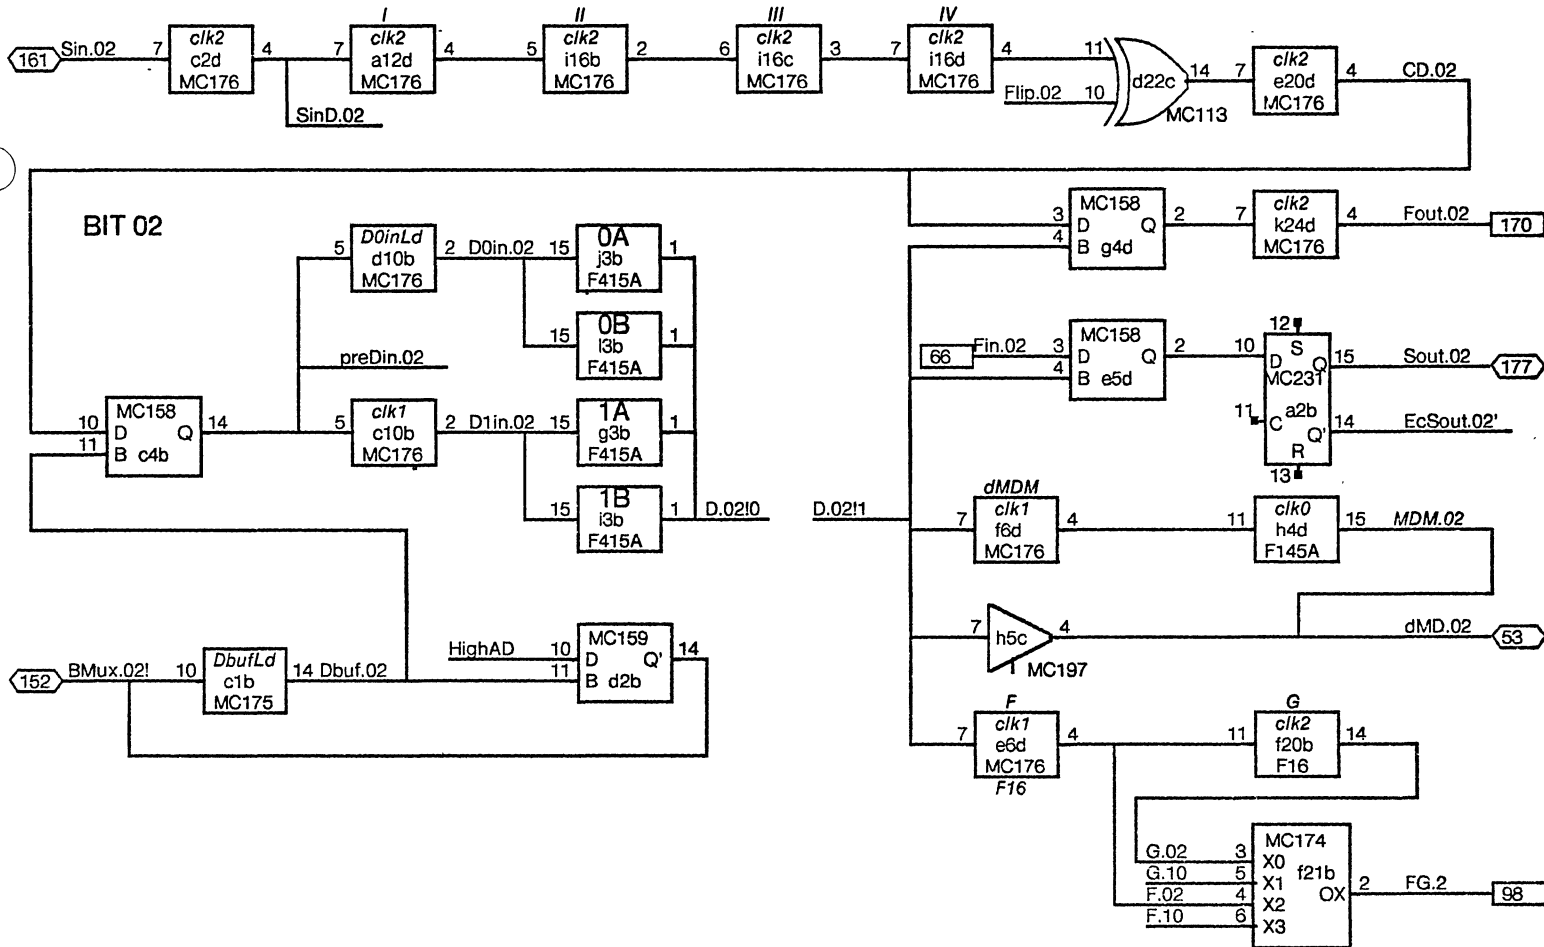 I II III IV
161 Sin.02 7 clk2 c2d MC176 4
SinD.02
7 clk2 a12d MC176 4
5 clk2 i16b MC176 2
6 clk2 i16c MC176 3
7 clk2 i16d MC176 4
11
Flip.02 10
d22c 14
MC113
7 clk2 e20d MC176 4 CD.02
BIT 02
5 D0inLd d10b MC176 2 D0in.02
15 0A j3b F415A 1
15 0B l3b F415A 1
preDin.02
10 11 MC158 D Q B c4b 14
5 clk1 c10b MC176 2 D1in.02
15 1A g3b F415A 1
15 1B i3b F415A 1
D.02!0
D.02!1
152 BMux.02! 10 DbufLd c1b MC175 14 Dbuf.02
HighAD 10 11 MC159 D Q' B d2b 14
3 4 MC158 D Q B g4d 2
7 clk2 k24d MC176 4 Fout.02 170
66 Fin.02 3 4 MC158 D Q B e5d 2
10 12 S D Q MC231 11 C a2b Q' R 13
15 Sout.02 177
14 EcSout.02'
dMDM
7 clk1 f6d MC176 4
11 clk0 h4d F145A 15 MDM.02
7 h5c 4 MC197
dMD.02 53
F
7 clk1 e6d MC176 4
F16
G
11 clk2 f20b F16 14
MC174
G.02 3 X0
G.10 5 X1 f21b
F.02 4 X2 OX 2 FG.2 98
F.10 6 X3